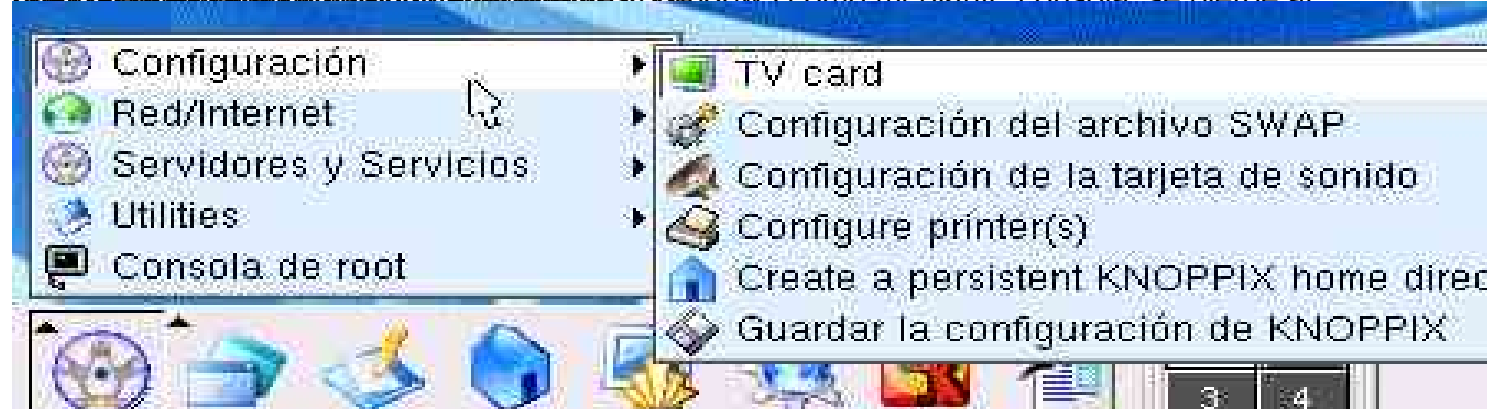 Configuración
Red/Internet
Servidores y Servicios
Utilities
Consola de root
TV card
Configuración del archivo SWAP
Configuración de la tarjeta de sonido
Configure printer(s)
Create a persistent KNOPPIX home direc
Guardar la configuración de KNOPPIX
3 4